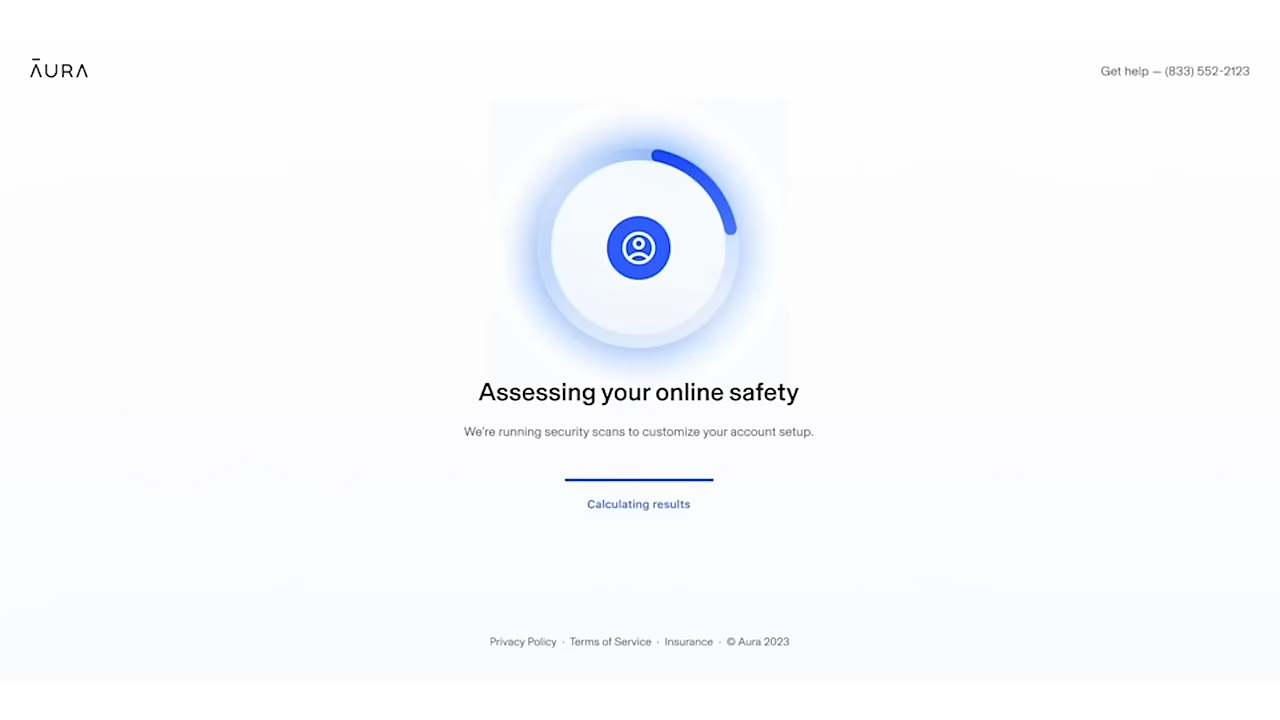 ĀURA
Get help — (833) 552-2123
Assessing your online safety
We're running security scans to customize your account setup.
Calculating results
Privacy Policy · Terms of Service · Insurance · © Aura 2023